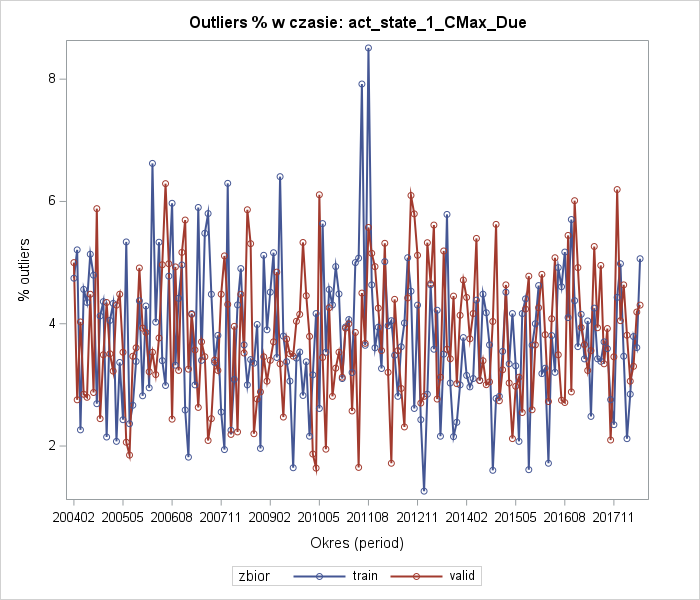 Outliers % w czasie: act_state_1_CMax_Due
% outliers
8
6
4
2
200402 200505 200608 200711 200902 201005 201108 201211 201402 201505 201608 201711
Okres (period)
zbior train valid